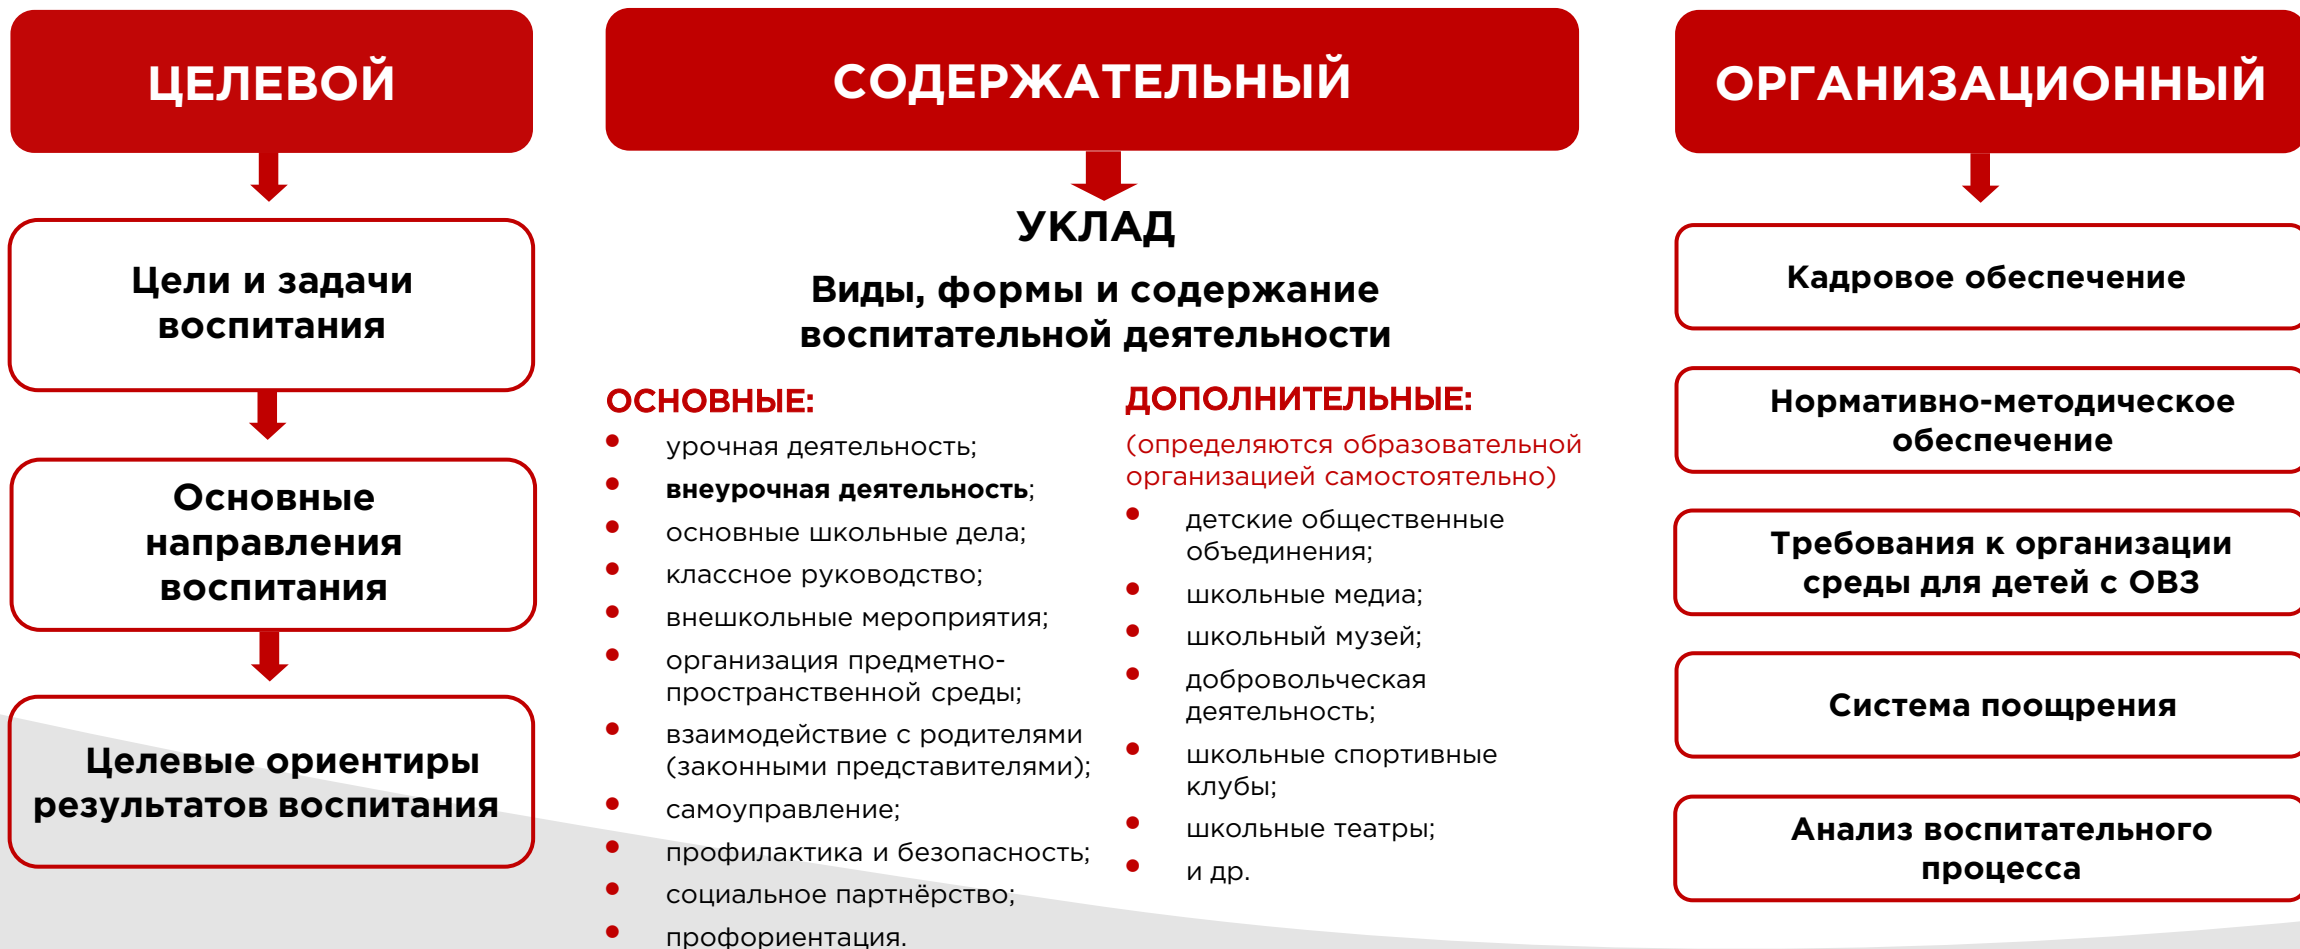 ЦЕЛЕВОЙ
Цели и задачи
воспитания
Основные
направления
воспитания
Целевые ориентиры
результатов воспитания
СОДЕРЖАТЕЛЬНЫЙ
УКЛАД
Виды, формы и содержание
воспитательной деятельности
ОСНОВНЫЕ:
• урочная деятельность;
• внеурочная деятельность;
• основные школьные дела;
• классное руководство;
• внешкольные мероприятия;
• организация предметно-
пространственной среды;
• взаимодействие с родителями
(законными представителями);
• самоуправление;
• профилактика и безопасность;
• социальное партнёрство;
• профориентация.
ДОПОЛНИТЕЛЬНЫЕ:
(определяются образовательной
организацией самостоятельно)
• детские общественные
объединения;
• школьные медиа;
• школьный музей;
• добровольческая
деятельность;
• школьные спортивные
клубы;
• школьные театры;
• и др.
ОРГАНИЗАЦИОННЫЙ
Кадровое обеспечение
Нормативно-методическое
обеспечение
Требования к организации
среды для детей с ОВЗ
Система поощрения
Анализ воспитательного
процесса